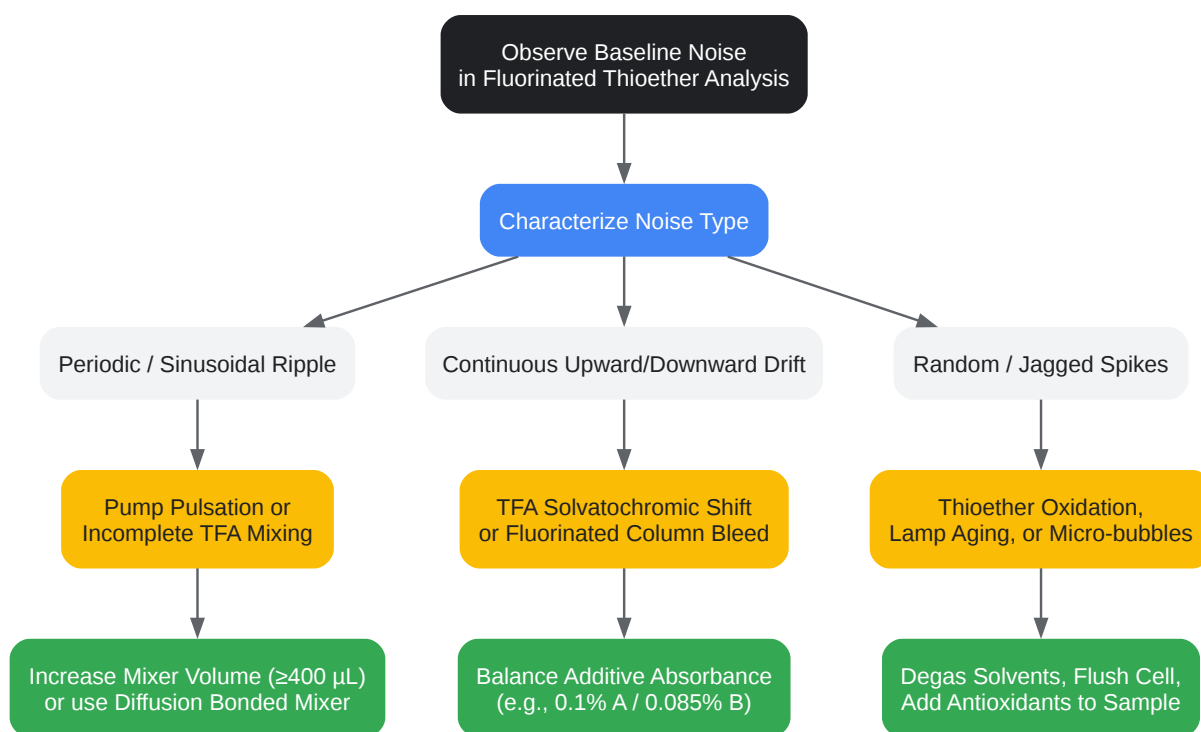 Observe Baseline Noise
in Fluorinated Thioether Analysis
Characterize Noise Type
Periodic / Sinusoidal Ripple
Continuous Upward/Downward Drift
Random / Jagged Spikes
Pump Pulsation or
Incomplete TFA Mixing
TFA Solvatochromic Shift
or Fluorinated Column Bleed
Thioether Oxidation,
Lamp Aging, or Micro-bubbles
Increase Mixer Volume (≥400 µL)
or use Diffusion Bonded Mixer
Balance Additive Absorbance
(e.g., 0.1% A / 0.085% B)
Degas Solvents, Flush Cell,
Add Antioxidants to Sample